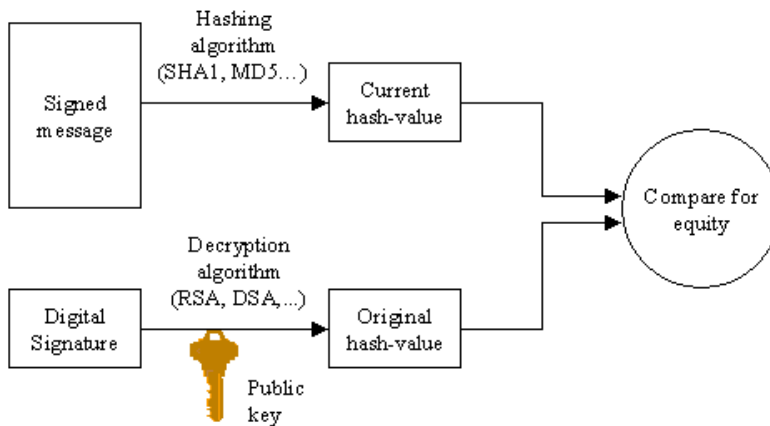 Signed
message
Hashing
algorithm
(SHA1, MD5...)
Current
hash-value
Compare for
equity
Digital
Signature
Decryption
algorithm
(RSA, DSA,...)
Public
key
Original
hash-value